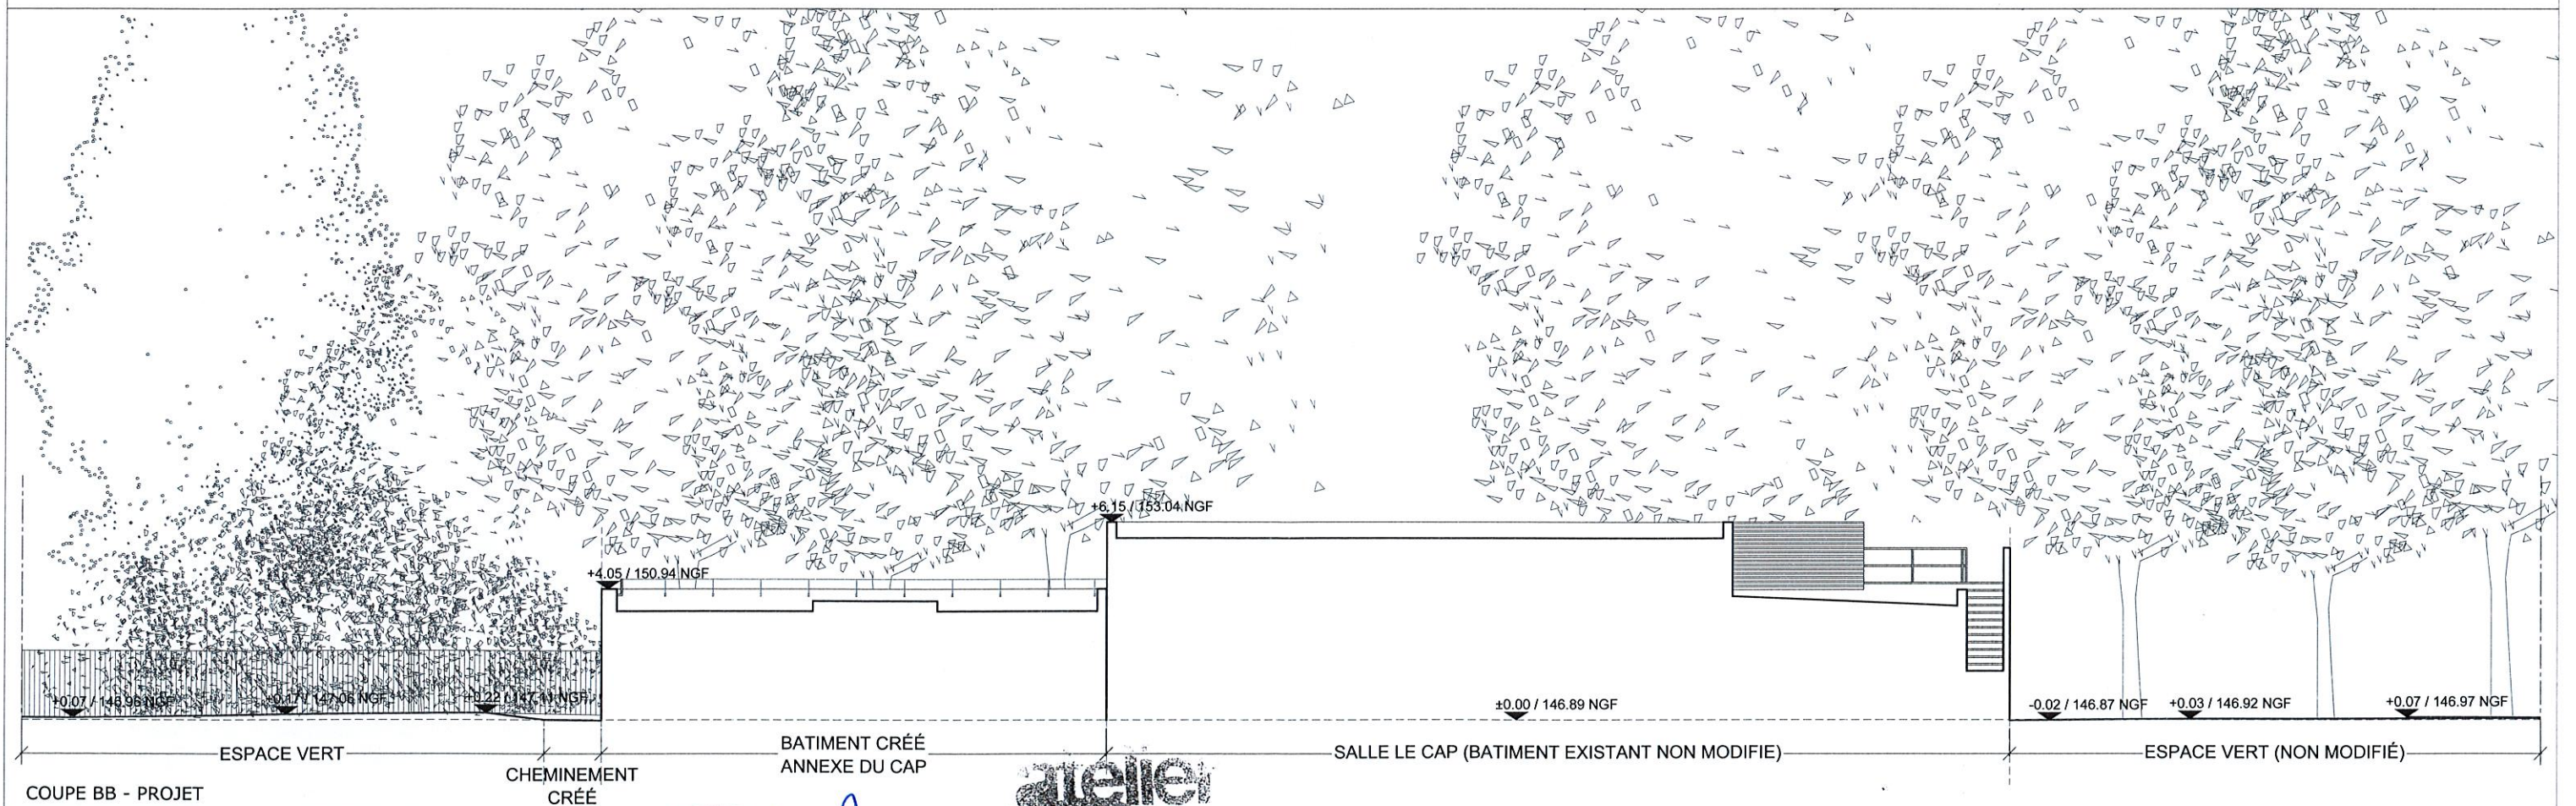 +6.15 / 153.04 NGF
+4.05 / 150.94 NGF
+0.07 / 146.96 NGF
+0.17 / 147.06 NGF
+0.22 / 147.11 NGF
±0.00 / 146.89 NGF
-0.02 / 146.87 NGF
+0.03 / 146.92 NGF
+0.07 / 146.97 NGF
ESPACE VERT
CHEMINEMENT
CRÉÉ
BATIMENT CRÉÉ
ANNEXE DU CAP
SALLE LE CAP (BATIMENT EXISTANT NON MODIFIE)
ESPACE VERT (NON MODIFIÉ)
COUPE BB - PROJET
atelier